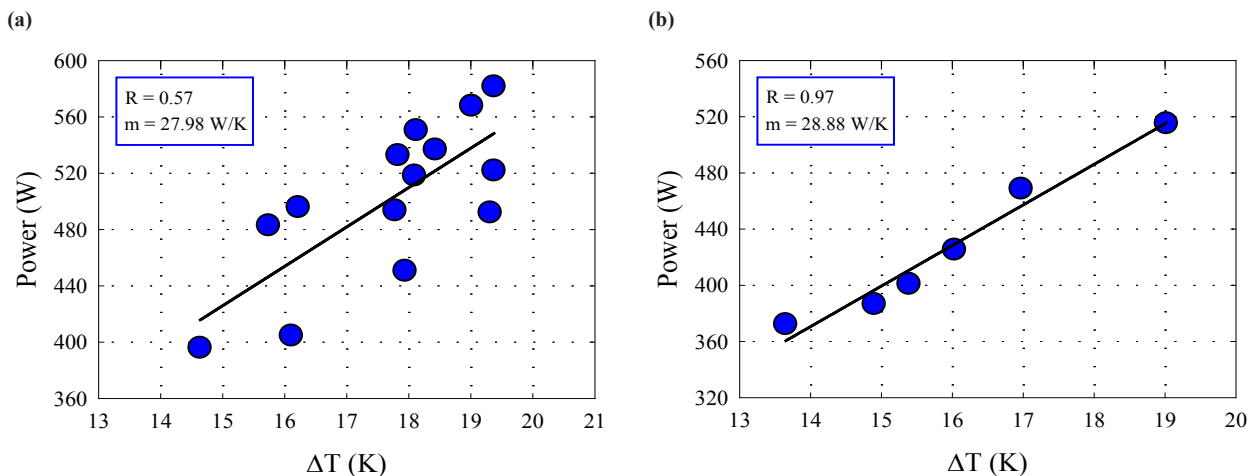 (a)
R = 0.57
m = 27.98 W/K
Power (W)
600
560
520
480
440
400
360
13 14 15 16 17 18 19 20 21
ΔT (K)
(b)
R = 0.97
m = 28.88 W/K
Power (W)
560
520
480
440
400
360
320
13 14 15 16 17 18 19 20
ΔT (K)